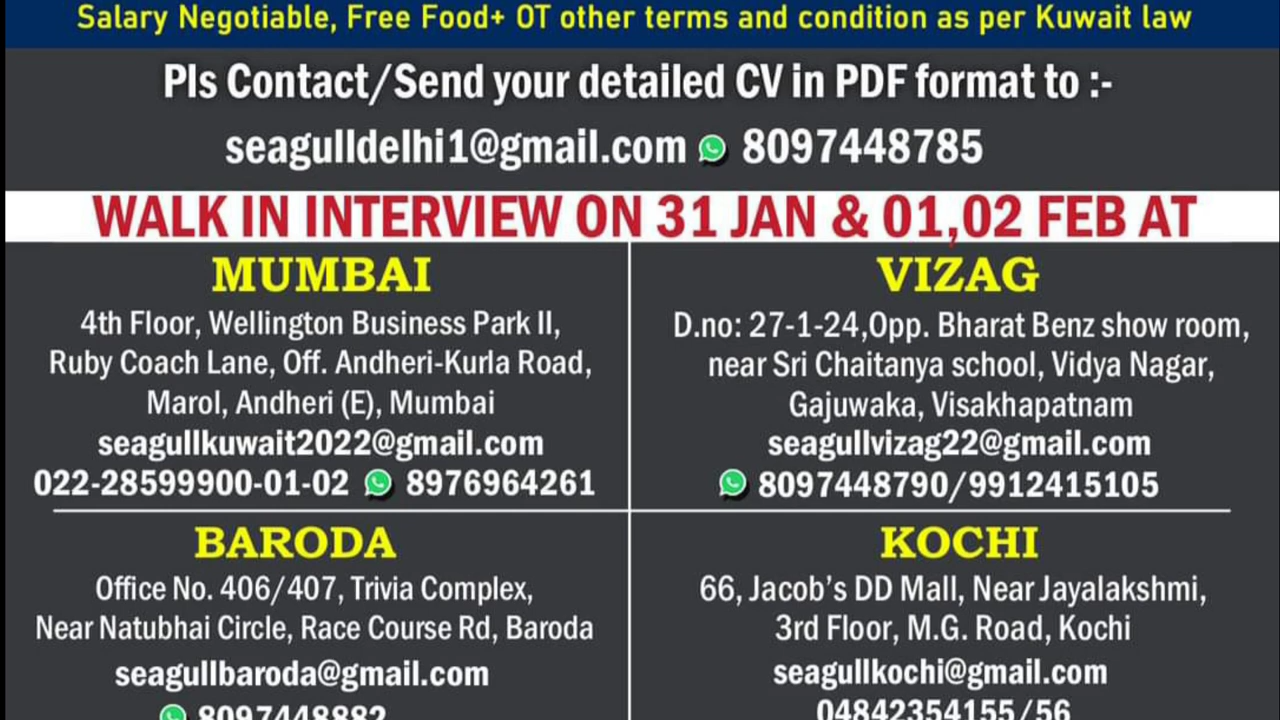 Salary Negotiable, Free Food+ OT other terms and condition as per Kuwait law
Pls Contact/Send your detailed CV in PDF format to :-
seagulldelhi1@gmail.com 8097448785
WALK IN INTERVIEW ON 31 JAN & 01,02 FEB AT
MUMBAI
4th Floor, Wellington Business Park II,
Ruby Coach Lane, Off. Andheri-Kurla Road,
Marol, Andheri (E), Mumbai
seagullkuwait2022@gmail.com
022-28599900-01-02 8976964261
VIZAG
D.no: 27-1-24,Opp. Bharat Benz show room,
near Sri Chaitanya school, Vidya Nagar,
Gajuwaka, Visakhapatnam
seagullvizag22@gmail.com
8097448790/9912415105
BARODA
Office No. 406/407, Trivia Complex,
Near Natubhai Circle, Race Course Rd, Baroda
seagullbaroda@gmail.com
8097448882
KOCHI
66, Jacob's DD Mall, Near Jayalakshmi,
3rd Floor, M.G. Road, Kochi
seagullkochi@gmail.com
04842354155/56